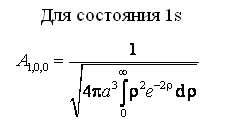 Для состояния 1s
A₁,₀,₀ = 1 / √(4πa³ ∫₀^∞ ρ²e^(-2ρ) dρ)